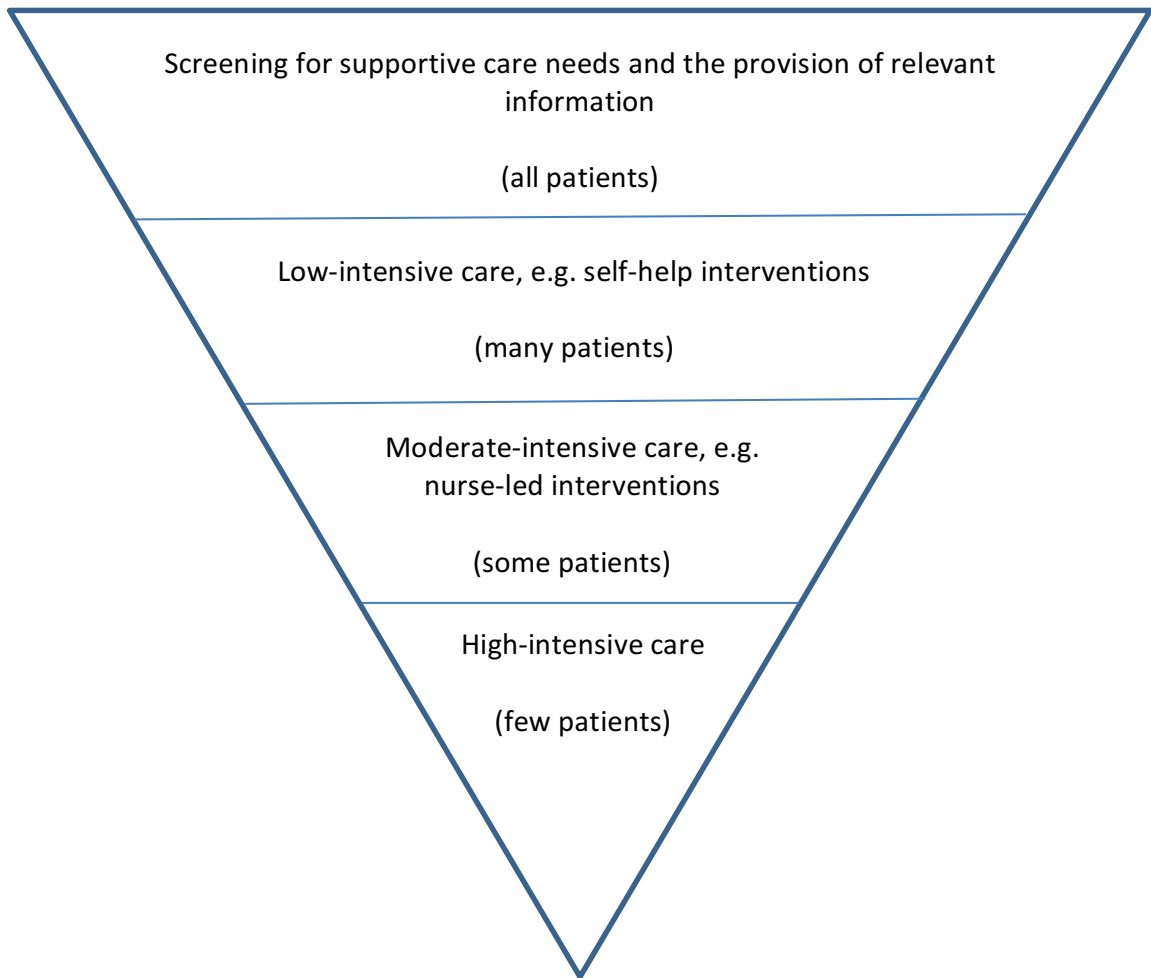 Screening for supportive care needs and the provision of relevant
information
(all patients)
Low-intensive care, e.g. self-help interventions
(many patients)
Moderate-intensive care, e.g.
nurse-led interventions
(some patients)
High-intensive care
(few patients)